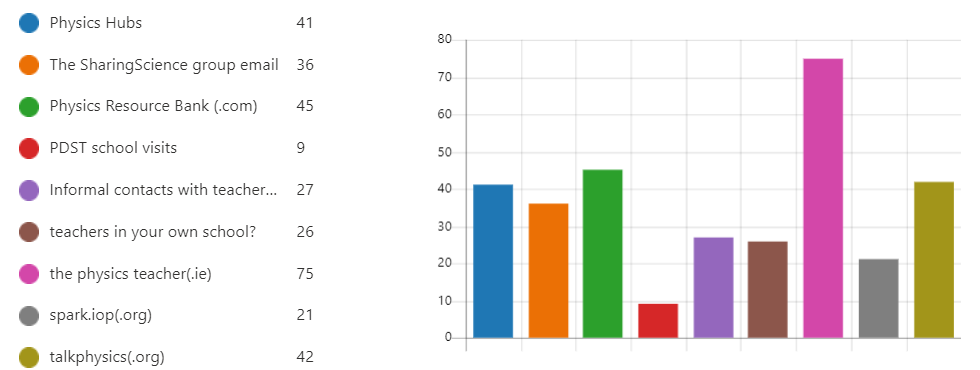 Physics Hubs 41
The SharingScience group email 36
Physics Resource Bank (.com) 45
PDST school visits 9
Informal contacts with teacher... 27
teachers in your own school? 26
the physics teacher(.ie) 75
spark.iop(.org) 21
talkphysics(.org) 42
80
70
60
50
40
30
20
10
0